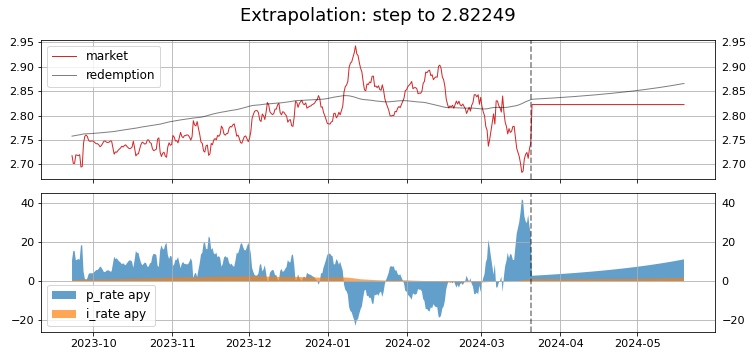 Extrapolation: step to 2.82249
2.95 2.95
market
redemption
2.90 2.90
2.85 2.85
2.80 2.80
2.75 2.75
2.70 2.70
40 40
20 20
0 0
p_rate apy
i_rate apy
−20 −20
2023-10 2023-11 2023-12 2024-01 2024-02 2024-03 2024-04 2024-05